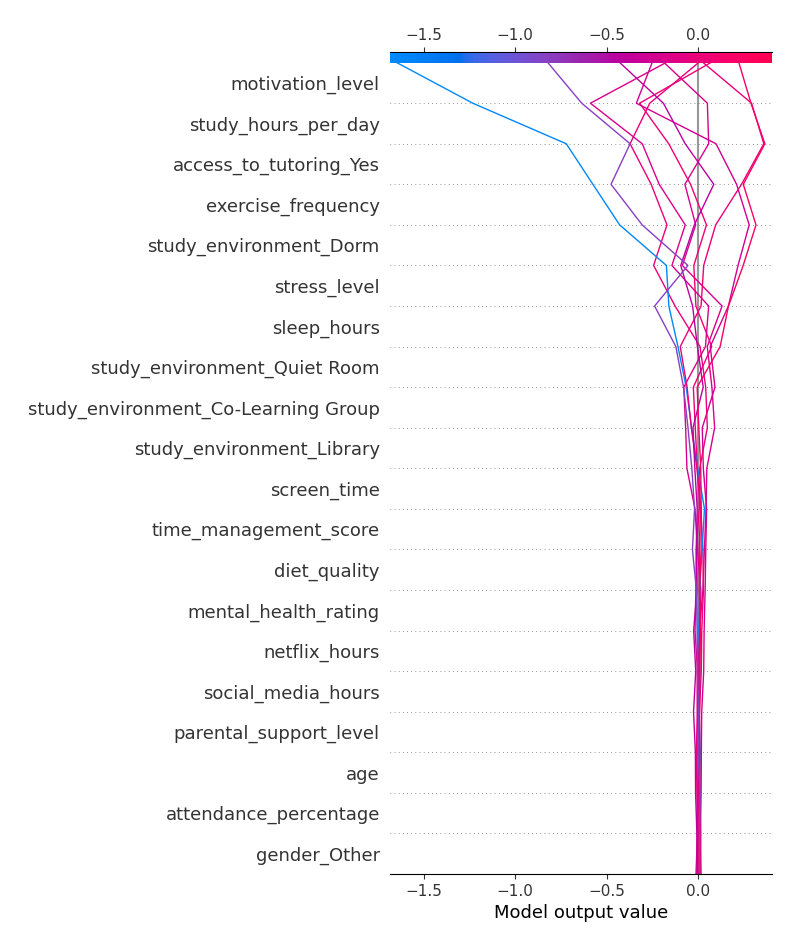 −1.5 −1.0 −0.5 0.0
motivation_level
study_hours_per_day
access_to_tutoring_Yes
exercise_frequency
study_environment_Dorm
stress_level
sleep_hours
study_environment_Quiet Room
study_environment_Co-Learning Group
study_environment_Library
screen_time
time_management_score
diet_quality
mental_health_rating
netflix_hours
social_media_hours
parental_support_level
age
attendance_percentage
gender_Other
−1.5 −1.0 −0.5 0.0
Model output value